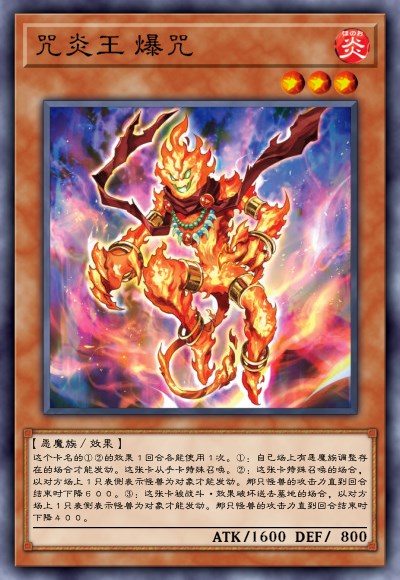 咒炎王 爆咒
ほのお
炎
【恶魔族／效果】
这个卡名的①②的效果1回合各能使用1次。①：自己场上有恶魔族调整存
在的场合才能发动。这张卡从手卡特殊召唤。②：这张卡特殊召唤的场合，
以对方场上1只表侧表示怪兽为对象才能发动。那只怪兽的攻击力直到回合
结束时下降600。③：这张卡被战斗·效果破坏送去墓地的场合，以对方
场上1只表侧表示怪兽为对象才能发动。那只怪兽的攻击力直到回合结束时
下降400。
ATK/1600 DEF/ 800